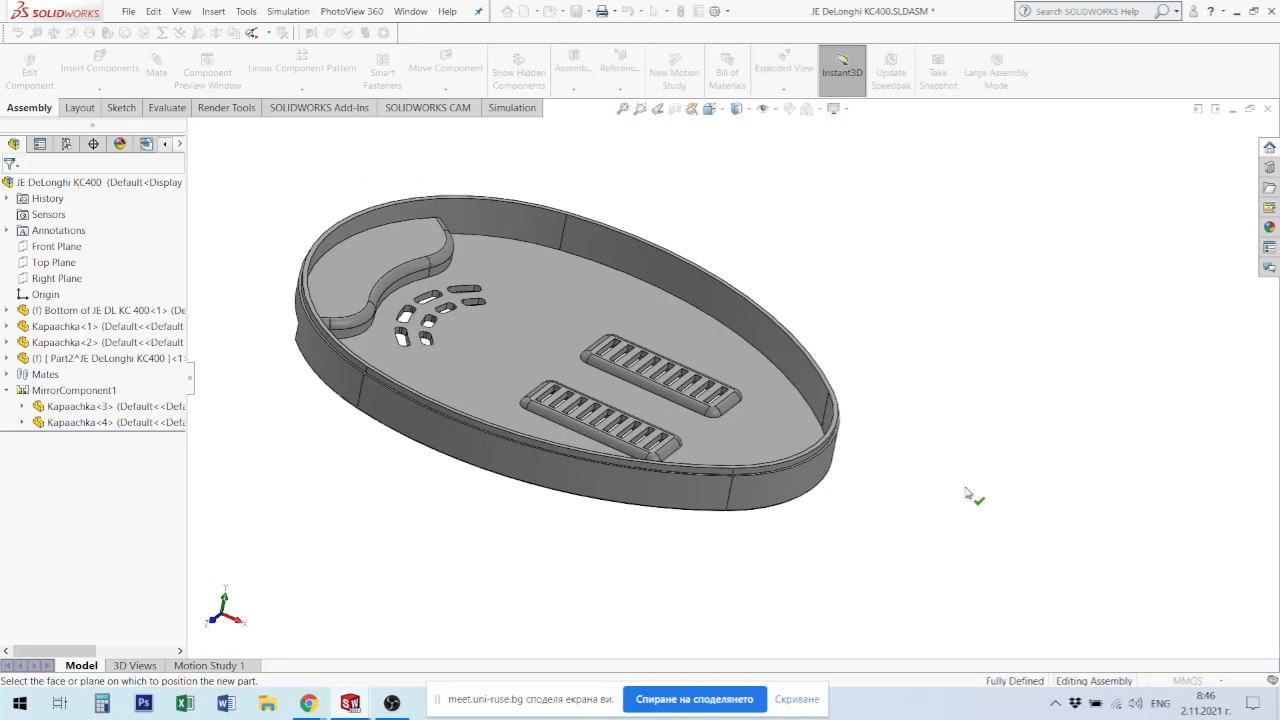 SOLIDWORKS File Edit View Insert Tools Simulation PhotoView 360 Window Help JE DeLonghi KC400.SLDASM * Search SOLIDWORKS Help
Edit Component
Insert Components
Mate
Component Preview Window
Linear Component Pattern
Smart Fasteners
Move Component
Show Hidden Components
Assemb...
Referenc...
New Motion Study
Bill of Materials
Exploded View
Instant3D
Update Speedpak
Take Snapshot
Large Assembly Mode
Assembly Layout Sketch Evaluate Render Tools SOLIDWORKS Add-Ins SOLIDWORKS CAM Simulation
JE DeLonghi KC400 (Default<Display
History
Sensors
Annotations
Front Plane
Top Plane
Right Plane
Origin
(f) Bottom of JE DL KC 400<1> (D
Kapaachka<1> (Default<<Defa
Kapaachka<2> (Default<<Defa
(f) [ Part2^JE DeLonghi KC400 ]<1
Mates
MirrorComponent1
Kapaachka<3> (Default<<Defa
Kapaachka<4> (Default<<Defa
Y
Z X
Model 3D Views Motion Study 1
Select the face or plane on which to position the new part. Fully Defined Editing Assembly MMGS
meet.uni-ruse.bg споделя екрана ви. Спиране на споделянето Скриване
ENG 8:46
2.11.2021 г.